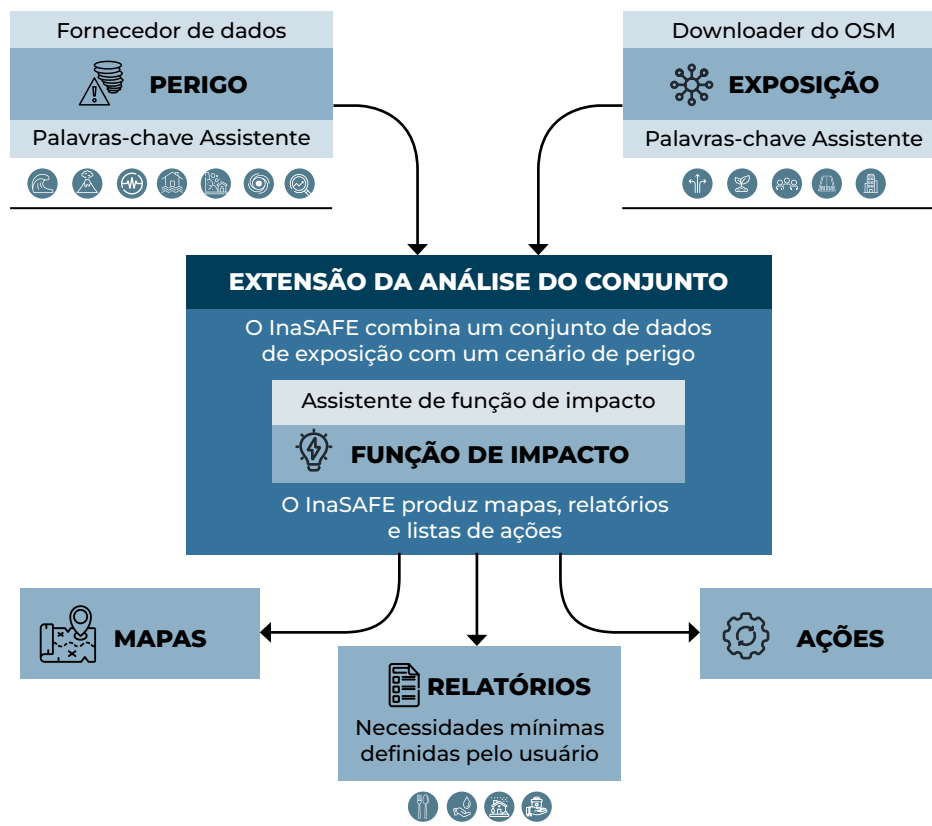 Fornecedor de dados
PERIGO
Palavras-chave Assistente
Downloader do OSM
EXPOSIÇÃO
Palavras-chave Assistente
EXTENSÃO DA ANÁLISE DO CONJUNTO
O InaSAFE combina um conjunto de dados
de exposição com um cenário de perigo
Assistente de função de impacto
FUNÇÃO DE IMPACTO
O InaSAFE produz mapas, relatórios
e listas de ações
MAPAS
RELATÓRIOS
Necessidades mínimas
definidas pelo usuário
AÇÕES